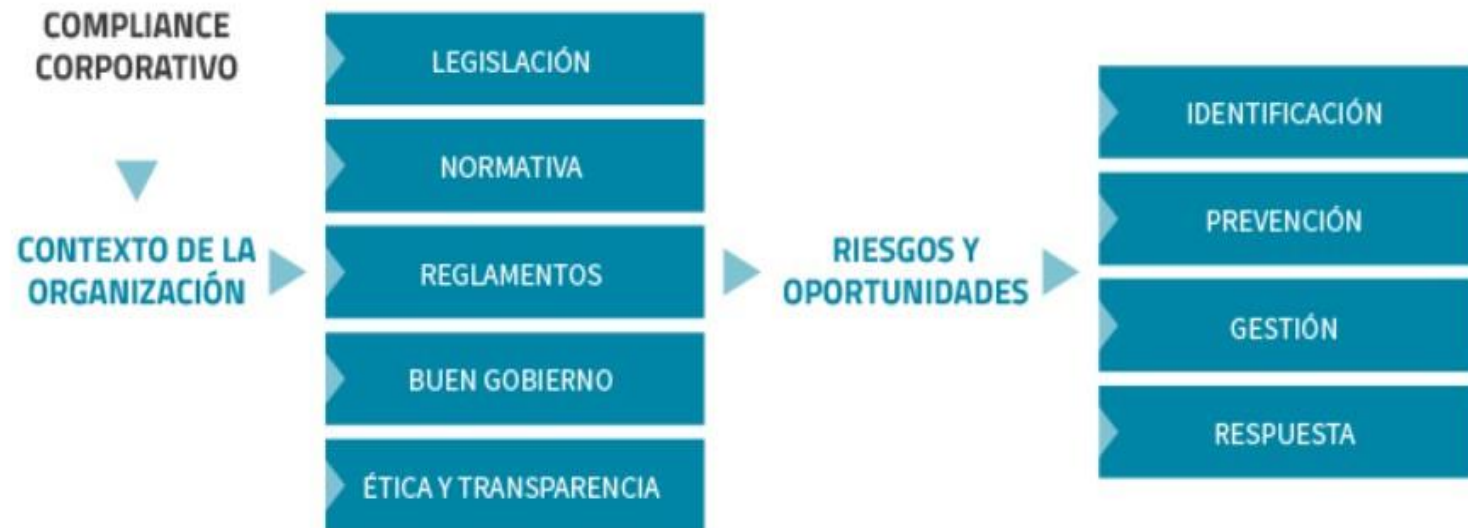 COMPLIANCE
CORPORATIVO
CONTEXTO DE LA
ORGANIZACIÓN
LEGISLACIÓN
NORMATIVA
REGLAMENTOS
BUEN GOBIERNO
ÉTICA Y TRANSPARENCIA
RIESGOS Y
OPORTUNIDADES
IDENTIFICACIÓN
PREVENCIÓN
GESTIÓN
RESPUESTA